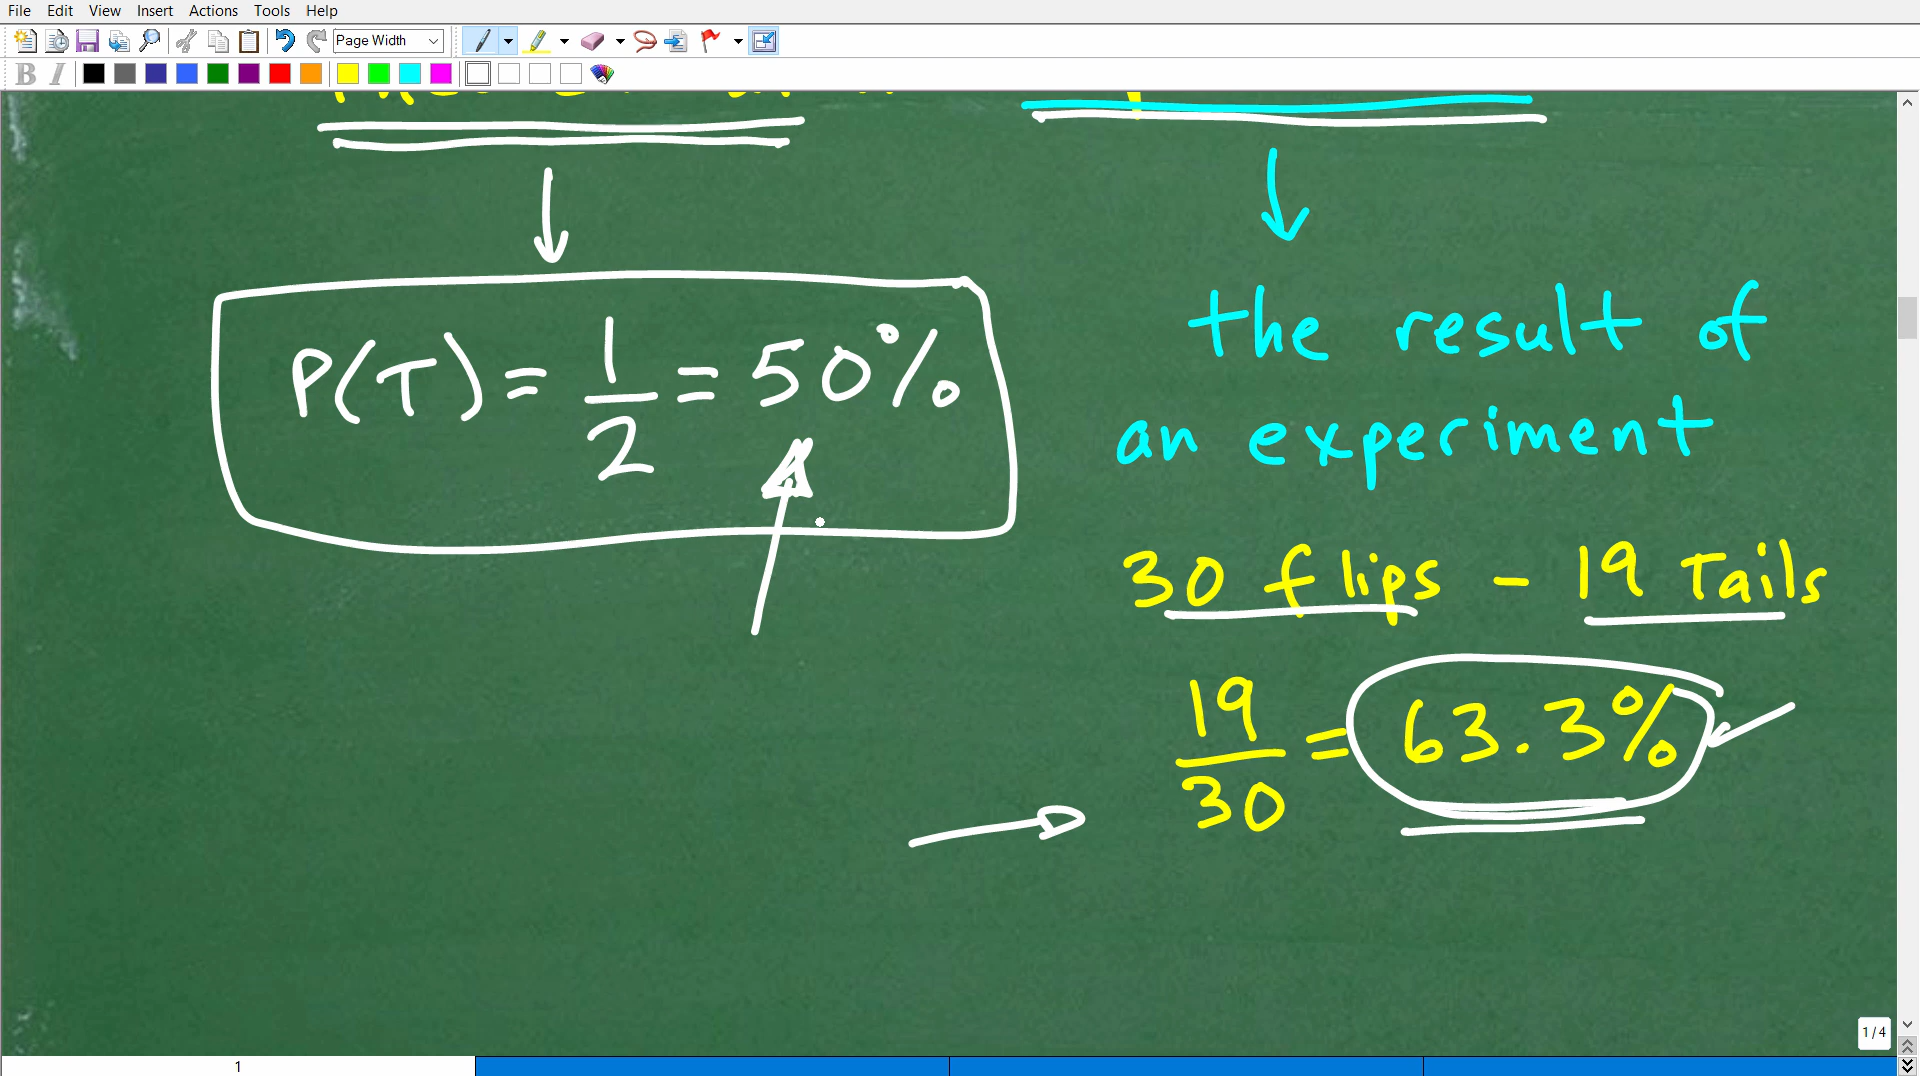 File Edit View Insert Actions Tools Help
Page Width
B I
P(T) = 1/2 = 50%
the result of
an experiment
30 flips - 19 Tails
19/30 = 63.3%
1 / 4
1